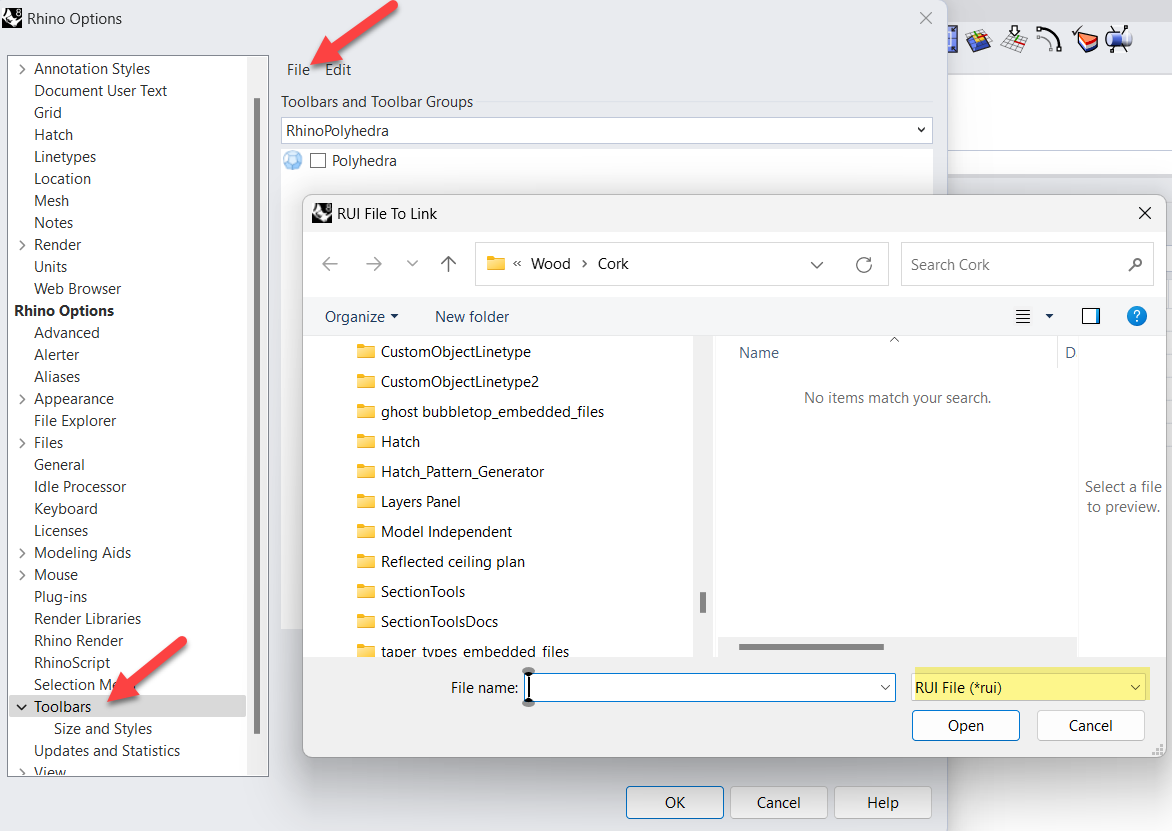 Rhino Options
Annotation Styles
Document User Text
Grid
Hatch
Linetypes
Location
Mesh
Notes
Render
Units
Web Browser
Rhino Options
Advanced
Alerter
Aliases
Appearance
File Explorer
Files
General
Idle Processor
Keyboard
Licenses
Modeling Aids
Mouse
Plug-ins
Render Libraries
Rhino Render
RhinoScript
Selection
Toolbars
Size and Styles
Updates and Statistics
View
File Edit
Toolbars and Toolbar Groups
RhinoPolyhedra
Polyhedra
RUI File To Link
« Wood > Cork
Search Cork
Organize New folder
CustomObjectLinetype
CustomObjectLinetype2
ghost bubbletop_embedded_files
Hatch
Hatch_Pattern_Generator
Layers Panel
Model Independent
Reflected ceiling plan
SectionTools
SectionToolsDocs
taper types embedded files
Name D
No items match your search.
Select a file
to preview.
File name:
RUI File (*rui)
Open Cancel
OK Cancel Help